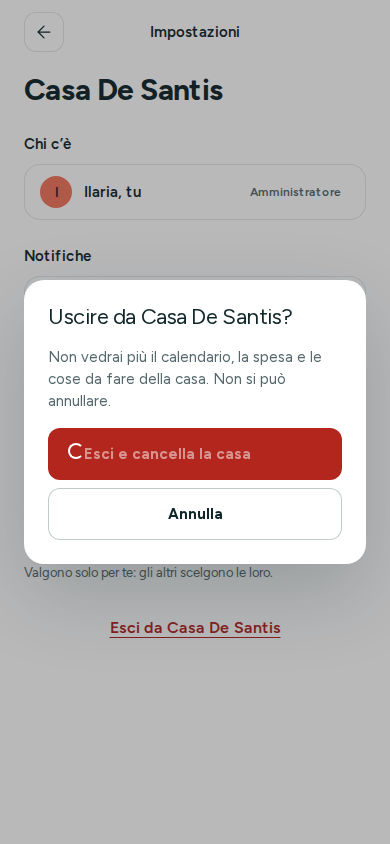 Impostazioni
Casa De Santis
Chi c'è
I
Ilaria, tu
Amministratore
Notifiche
Uscire da Casa De Santis?
Non vedrai più il calendario, la spesa e le
cose da fare della casa. Non si può
annullare.
Esci e cancella la casa
Annulla
Valgono solo per te: gli altri scelgono le loro.
Esci da Casa De Santis